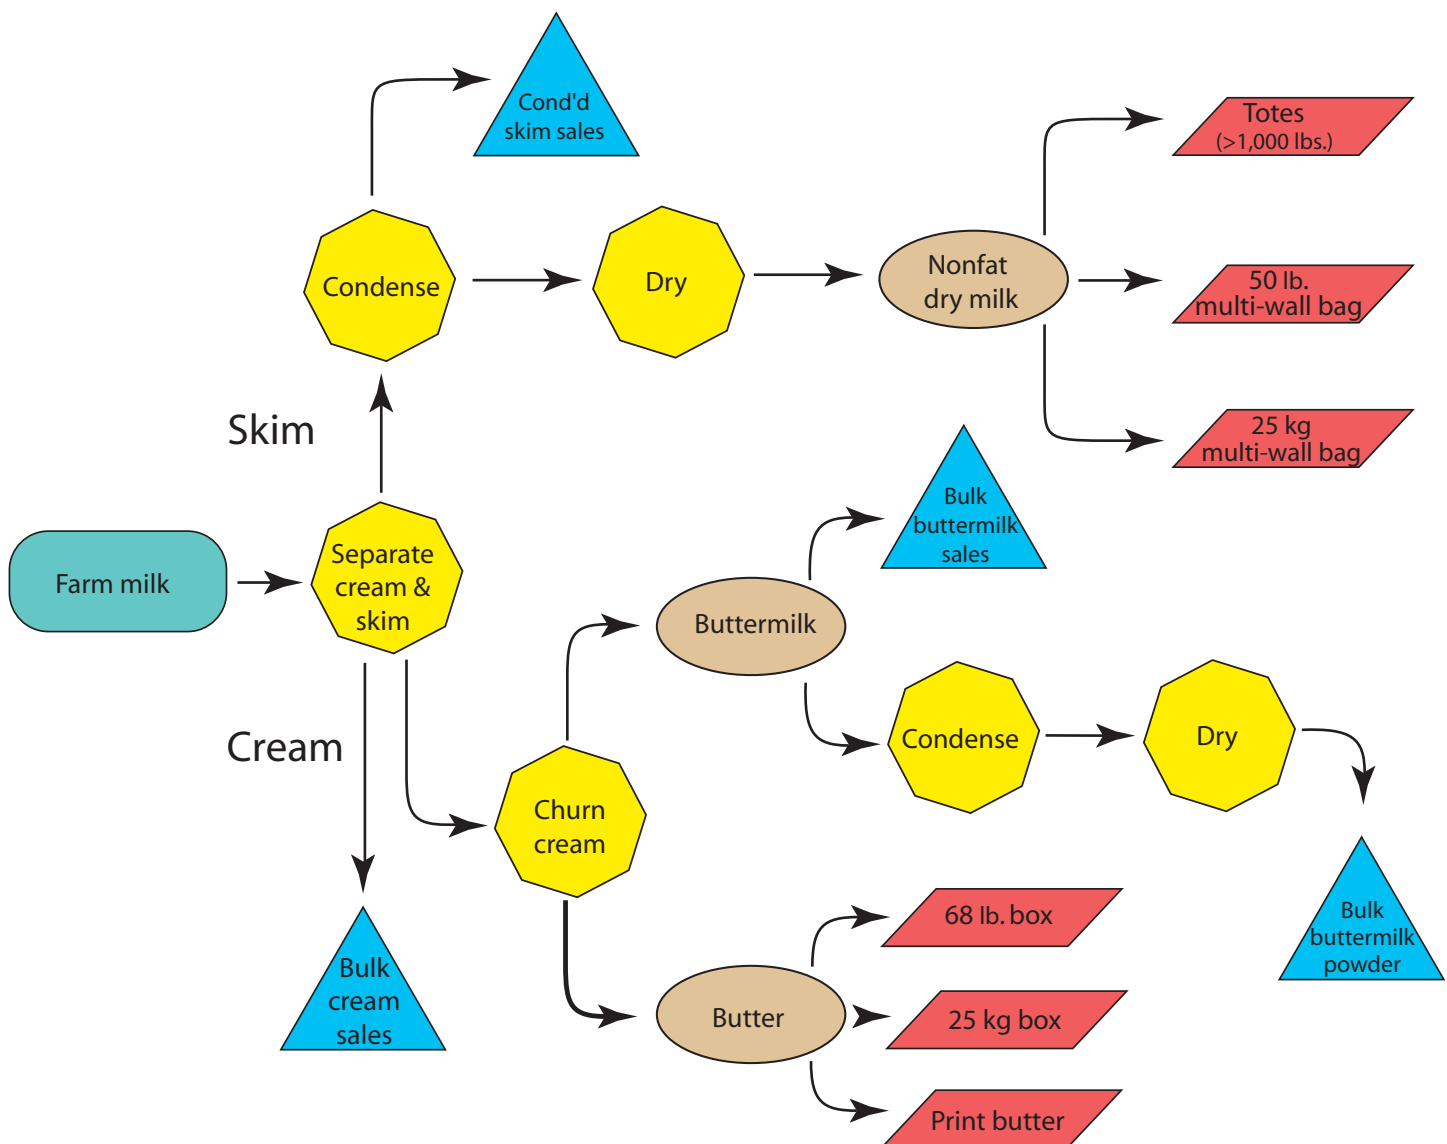 Cond'd
skim sales
Totes
(>1,000 lbs.)
Condense
Dry
Nonfat
dry milk
50 lb.
multi-wall bag
Skim
25 kg
multi-wall bag
Bulk
buttermilk
sales
Farm milk
Separate
cream &
skim
Buttermilk
Cream
Condense
Dry
Churn
cream
68 lb. box
Bulk
buttermilk
powder
Bulk
cream
sales
Butter
25 kg box
Print butter